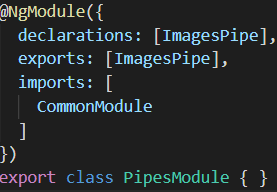 @NgModule({
  declarations: [ImagesPipe],
  exports: [ImagesPipe],
  imports: [
    CommonModule
  ]
})
export class PipesModule { }